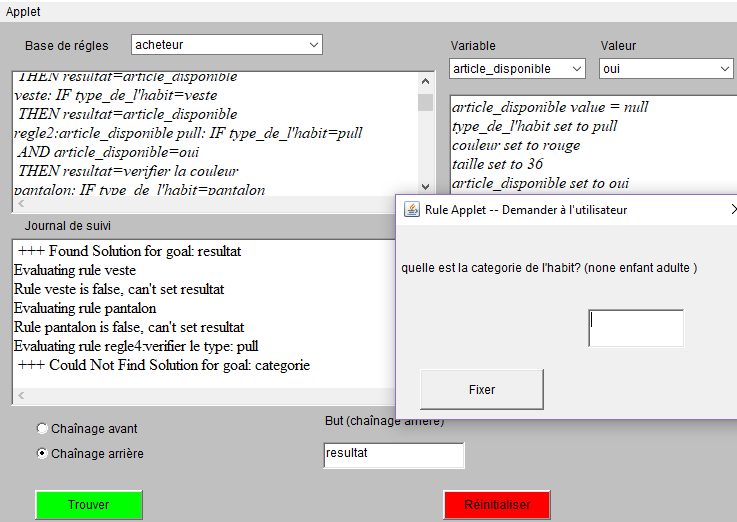 Applet
Base de régles
acheteur
Variable
Valeur
article_disponible
oui
THEN resultat=article_disponible
veste: IF type_de_l'habit=veste
THEN resultat=article_disponible
regle2:article_disponible pull: IF type_de_l'habit=pull
AND article_disponible=oui
THEN resultat=verifier la couleur
pantalon: IF type_de_l'habit=pantalon
article_disponible value = null
type_de_l'habit set to pull
couleur set to rouge
taille set to 36
article_disponible set to oui
Journal de suivi
+++ Found Solution for goal: resultat
Evaluating rule veste
Rule veste is false, can't set resultat
Evaluating rule pantalon
Rule pantalon is false, can't set resultat
Evaluating rule regle4:verifier le type: pull
+++ Could Not Find Solution for goal: categorie
Rule Applet -- Demander à l'utilisateur
quelle est la categorie de l'habit? (none enfant adulte )
Fixer
Chaînage avant
Chaînage arrière
But (chaînage arrière)
resultat
Trouver
Réinitialiser